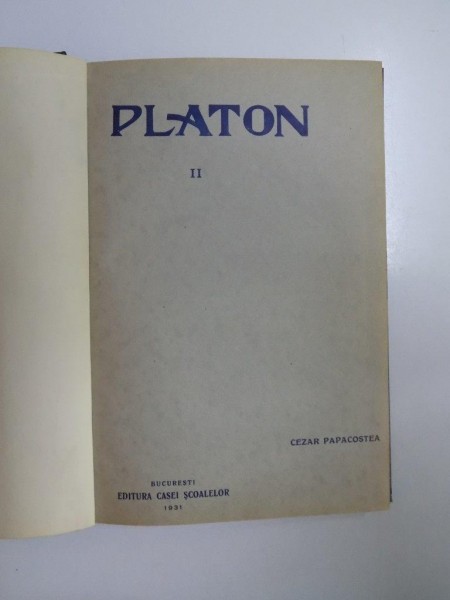 PLATON
II
CEZAR PAPACOSTEA
BUCUREȘTI
EDITURA CASEI ȘCOALELOR
1931